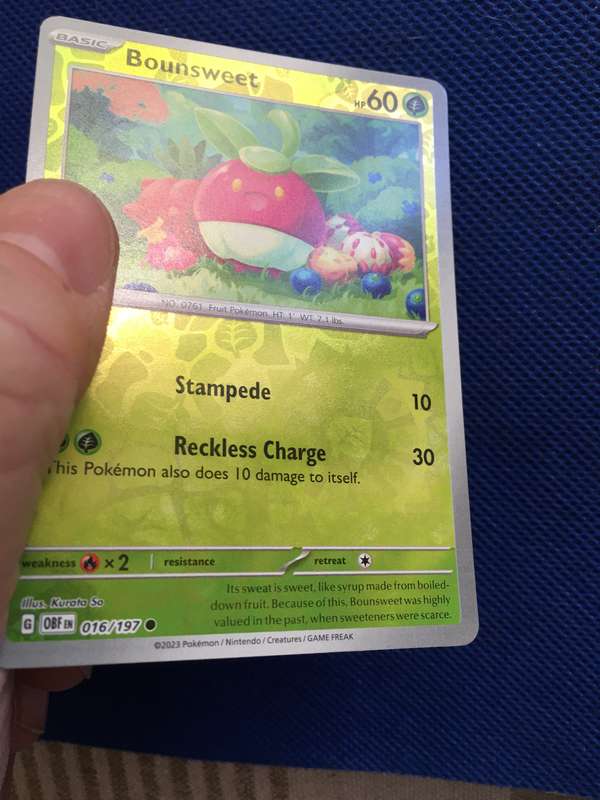 BASIC
Bounsweet
HP 60
NO. 0761 Fruit Pokémon HT: 1' WT: 7.1 lbs.
Stampede 10
Reckless Charge 30
This Pokémon also does 10 damage to itself.
weakness ×2 resistance retreat
Its sweat is sweet, like syrup made from boiled-
down fruit. Because of this, Bounsweet was highly
valued in the past, when sweeteners were scarce.
Illus. Kurata So
G OBF EN 016/197
©2023 Pokémon / Nintendo / Creatures / GAME FREAK